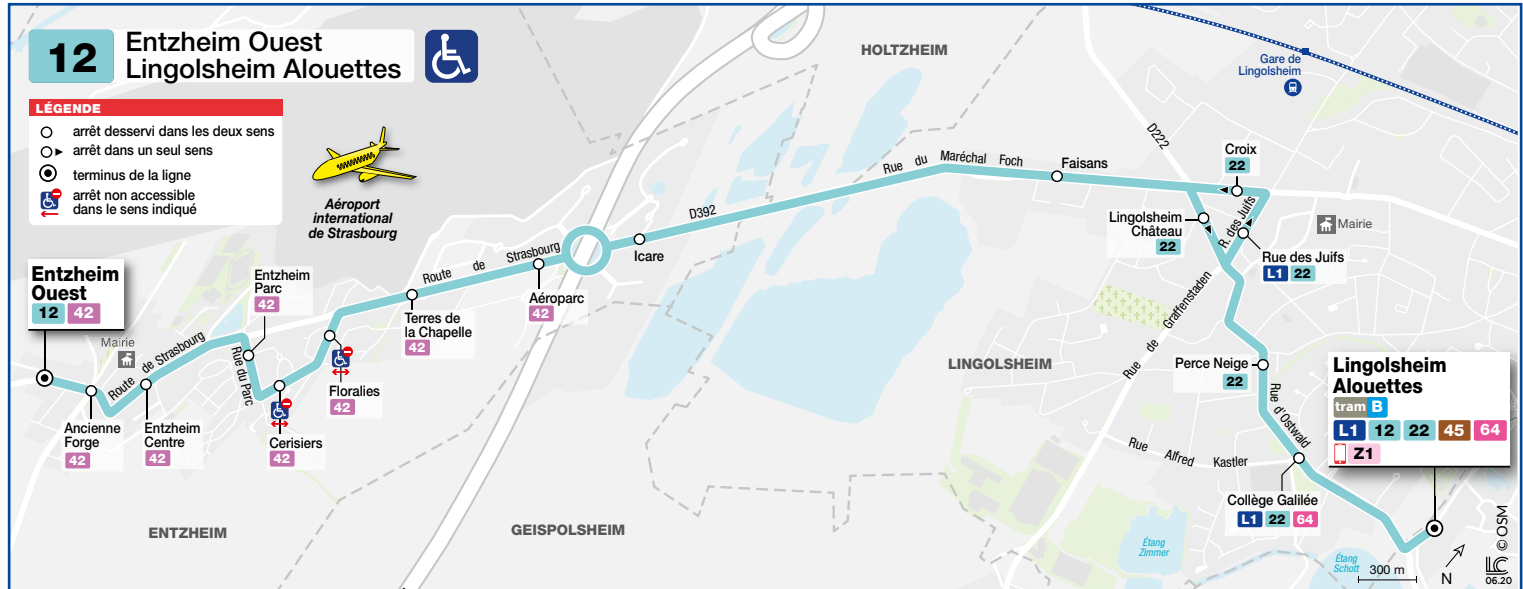 12
Entzheim Ouest
Lingolsheim Alouettes
LÉGENDE
arrêt desservi dans les deux sens
arrêt dans un seul sens
terminus de la ligne
arrêt non accessible
dans le sens indiqué
Aéroport
international
de Strasbourg
HOLTZHEIM
Gare de
Lingolsheim
D222
Croix
22
Rue du Maréchal Foch
Faisans
Lingolsheim
Château
22
R. des Juifs
Mairie
Rue des Juifs
L1 22
D392
Icare
Route de Strasbourg
Aéroparc
42
Terres de
la Chapelle
42
Entzheim
Parc
42
Entzheim
Ouest
12 42
Mairie
Route de Strasbourg
Rue du Parc
Floralies
42
Ancienne
Forge
42
Entzheim
Centre
42
Cerisiers
42
Rue de Graffenstaden
LINGOLSHEIM
Perce Neige
22
Rue d'Ostwald
Lingolsheim
Alouettes
tram B
L1 12 22 45 64
Z1
Rue Alfred Kastler
Collège Galilée
L1 22 64
ENTZHEIM
GEISPOLSHEIM
Étang
Zimmer
Étang
Schott
300 m
N
© OSM
LC
06.20